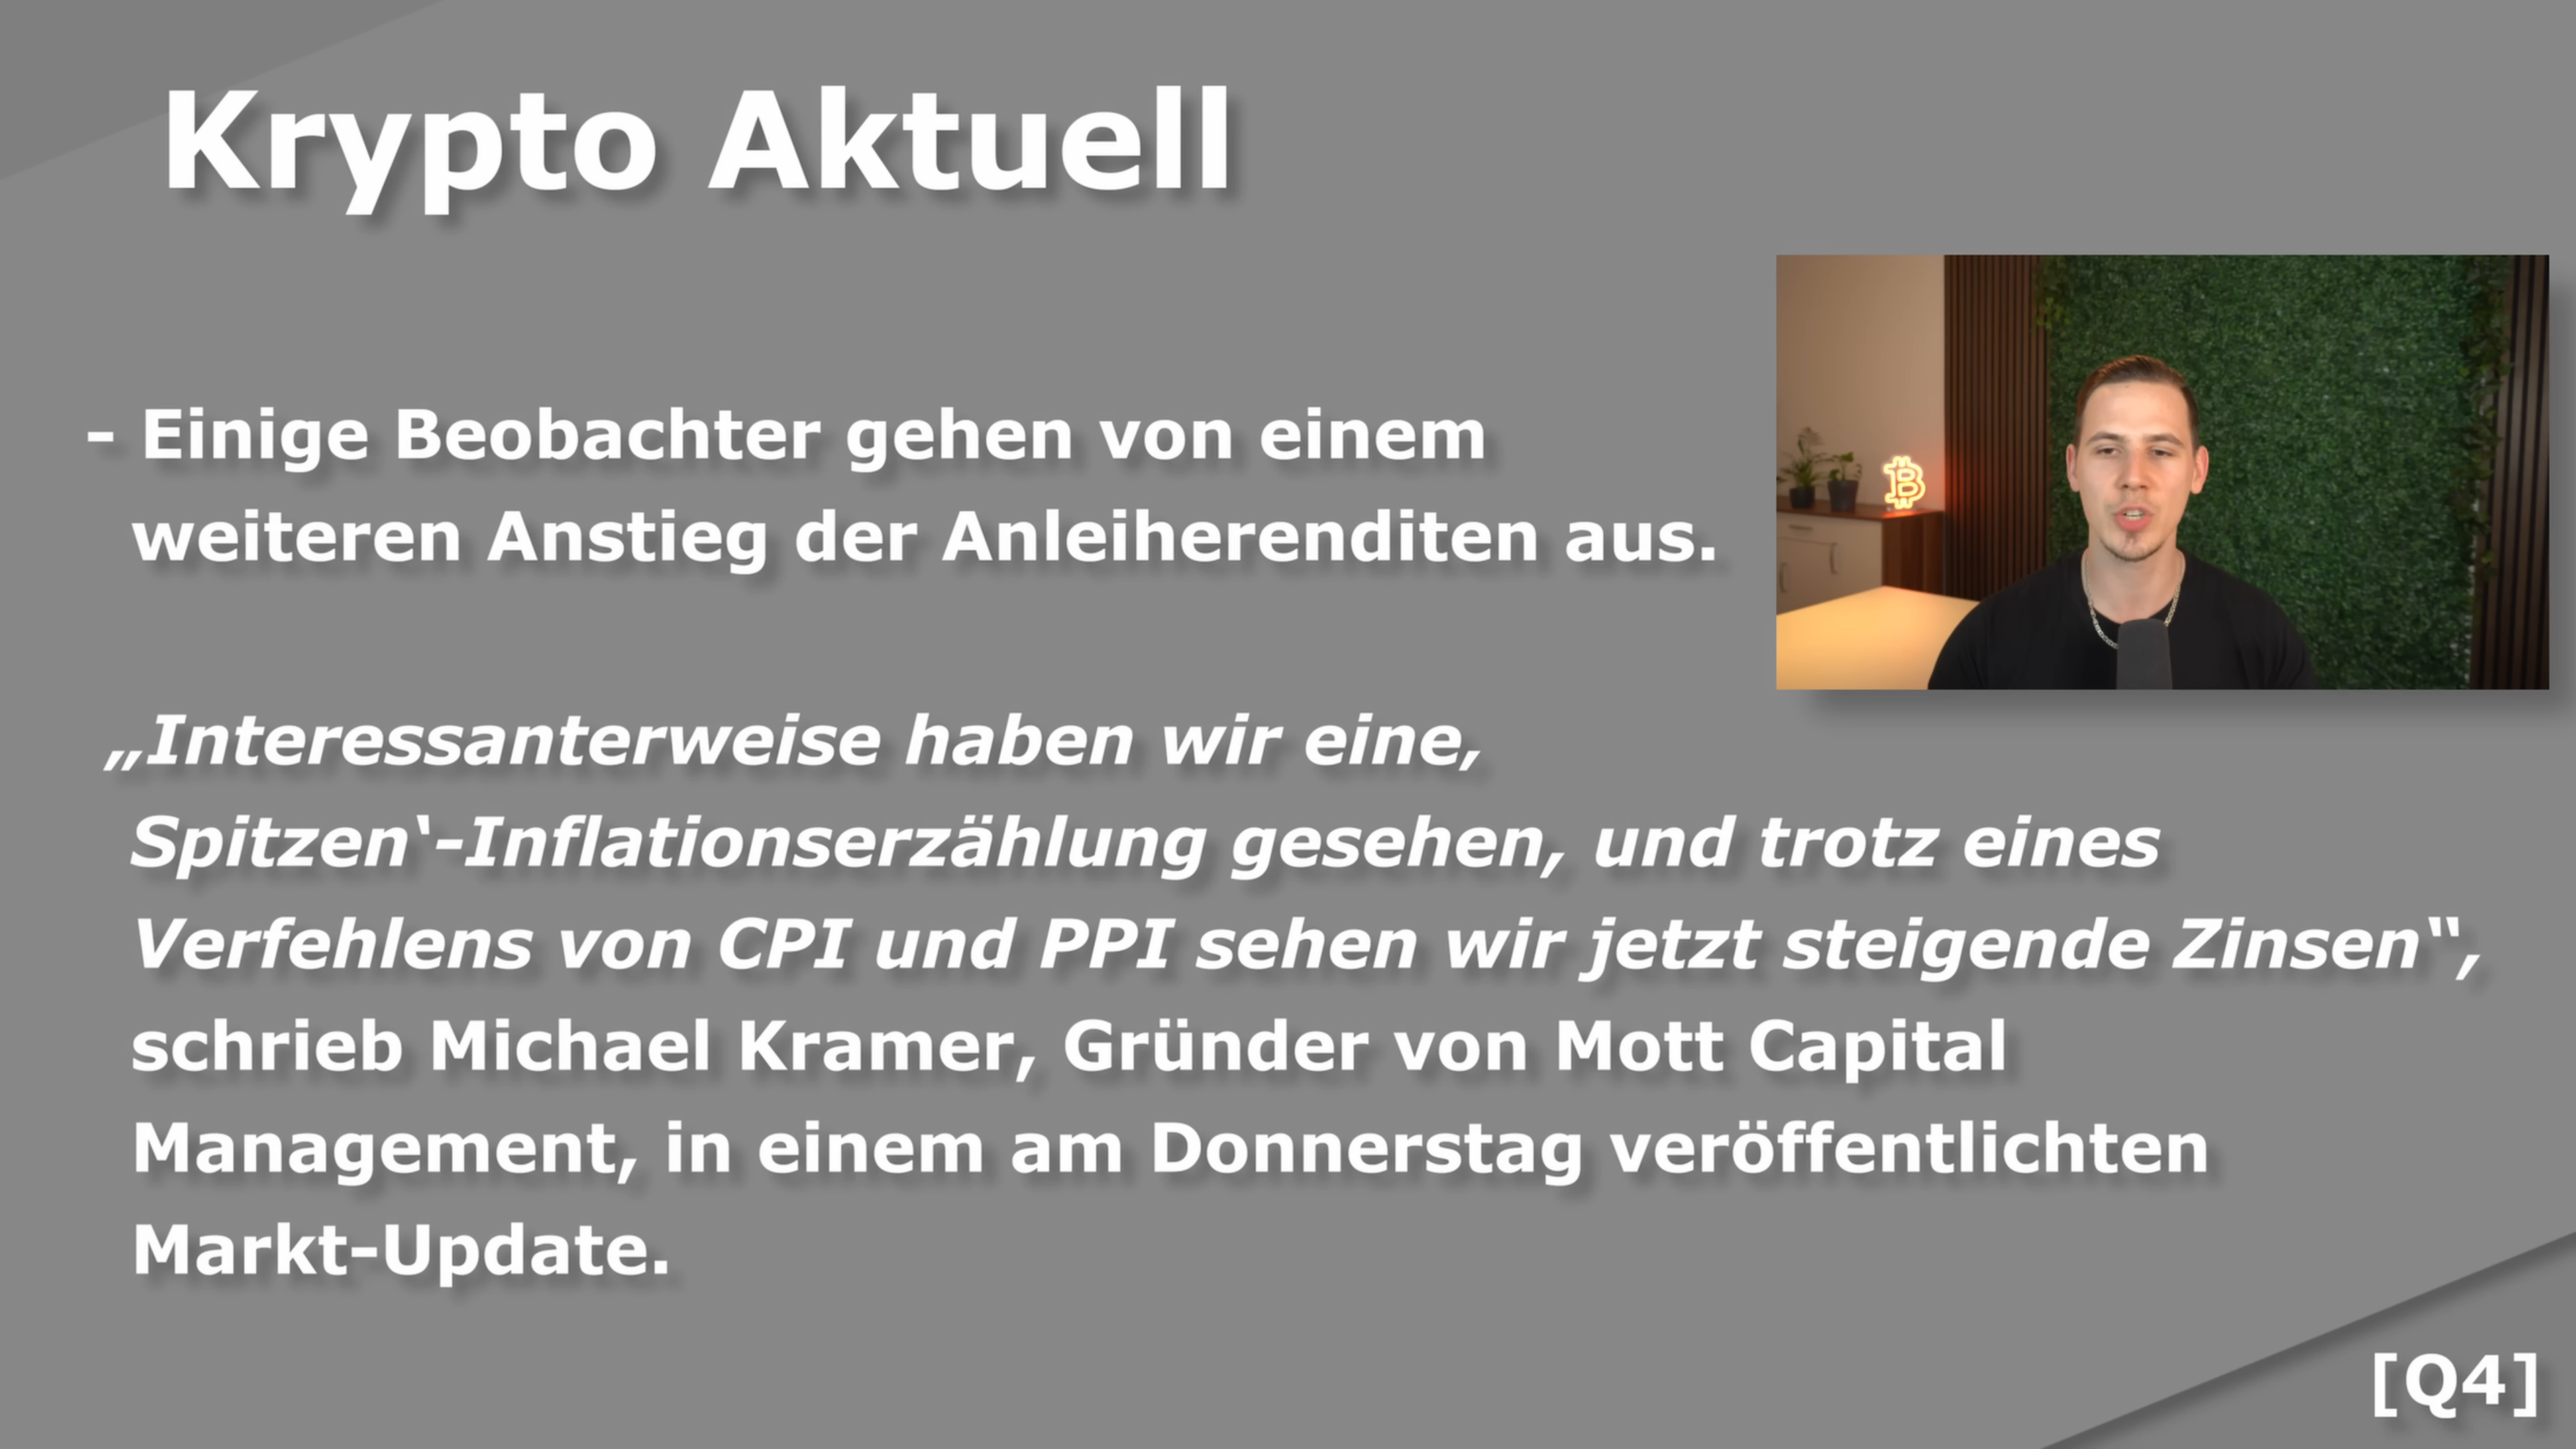 Krypto Aktuell
- Einige Beobachter gehen von einem
weiteren Anstieg der Anleiherenditen aus.
„Interessanterweise haben wir eine,
Spitzen‘-Inflationserzählung gesehen, und trotz eines
Verfehlens von CPI und PPI sehen wir jetzt steigende Zinsen“,
schrieb Michael Kramer, Gründer von Mott Capital
Management, in einem am Donnerstag veröffentlichten
Markt-Update.
[Q4]